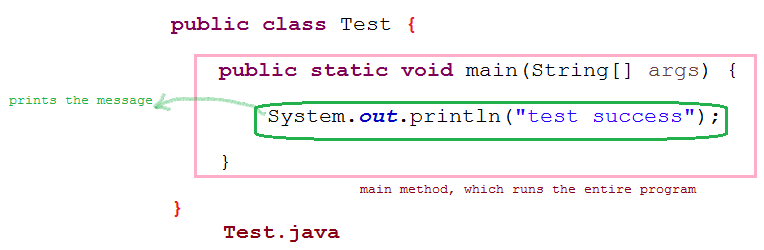 public class Test {
public static void main(String[] args) {
prints the message
System.out.println("test success");
}
main method, which runs the entire program
}
Test.java